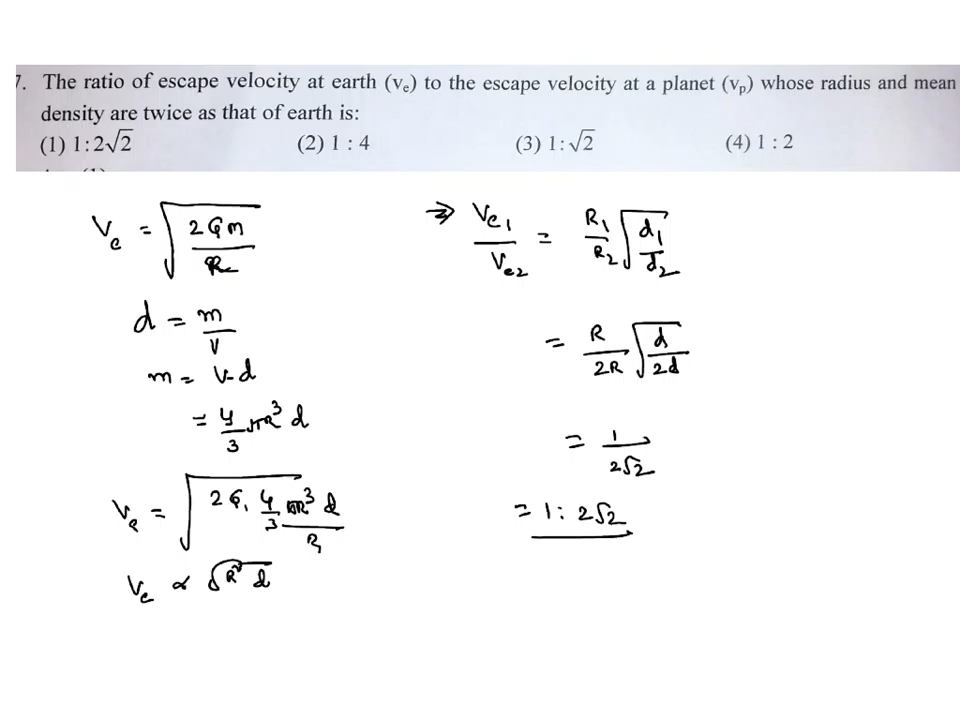 7. The ratio of escape velocity at earth (vₑ) to the escape velocity at a planet (vₚ) whose radius and mean
density are twice as that of earth is:
(1) 1:2√2 (2) 1 : 4 (3) 1:√2 (4) 1 : 2
Vₑ = √(2Gm/R)
d = m/V
m = V·d
= 4/3 πR³ d
Vₑ = √(2G · 4/3 πR³ d / R)
Vₑ ∝ √(R² d)
⇒ Vₑ₁/Vₑ₂ = R₁/R₂ √(d₁/d₂)
= R/2R √(d/2d)
= 1/2√2
= 1 : 2√2